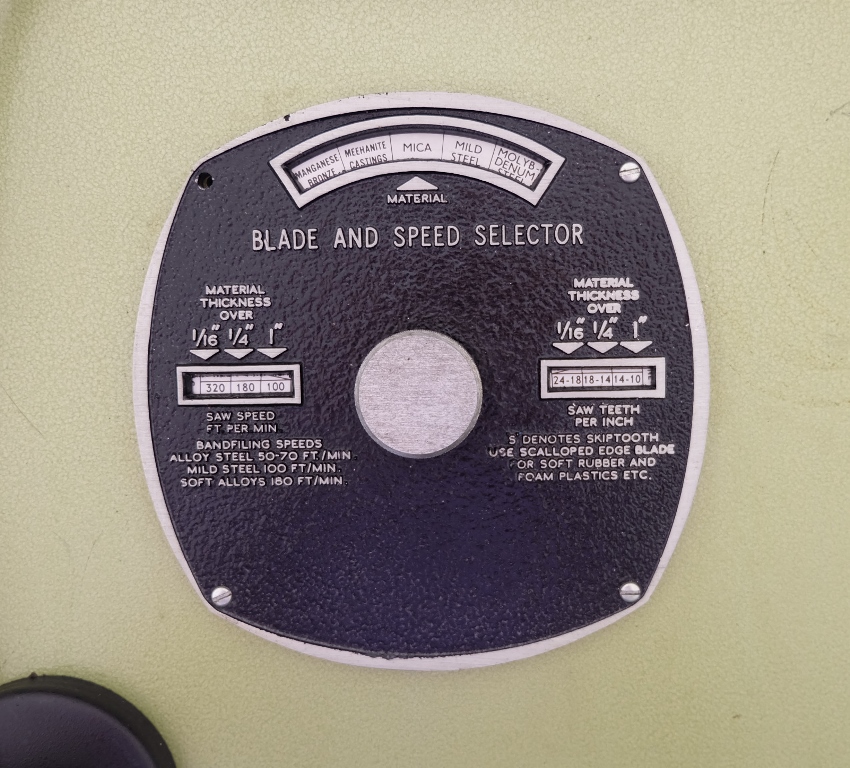 MANGANESE BRONZE
MEEHANITE CASTINGS
MICA
MILD STEEL
MOLYB- DENUM STEEL
MATERIAL
BLADE AND SPEED SELECTOR
MATERIAL
THICKNESS
OVER
1/16" 1/4" 1"
320 180 100
SAW SPEED
FT PER MIN.
BANDFILING SPEEDS
ALLOY STEEL 50-70 FT./MIN.
MILD STEEL 100 FT/MIN.
SOFT ALLOYS 180 FT/MIN.
MATERIAL
THICKNESS
OVER
1/16" 1/4" 1"
24-18 18-14 14-10
SAW TEETH
PER INCH
S DENOTES SKIPTOOTH
USE SCALLOPED EDGE BLADE
FOR SOFT RUBBER AND
FOAM PLASTICS ETC.